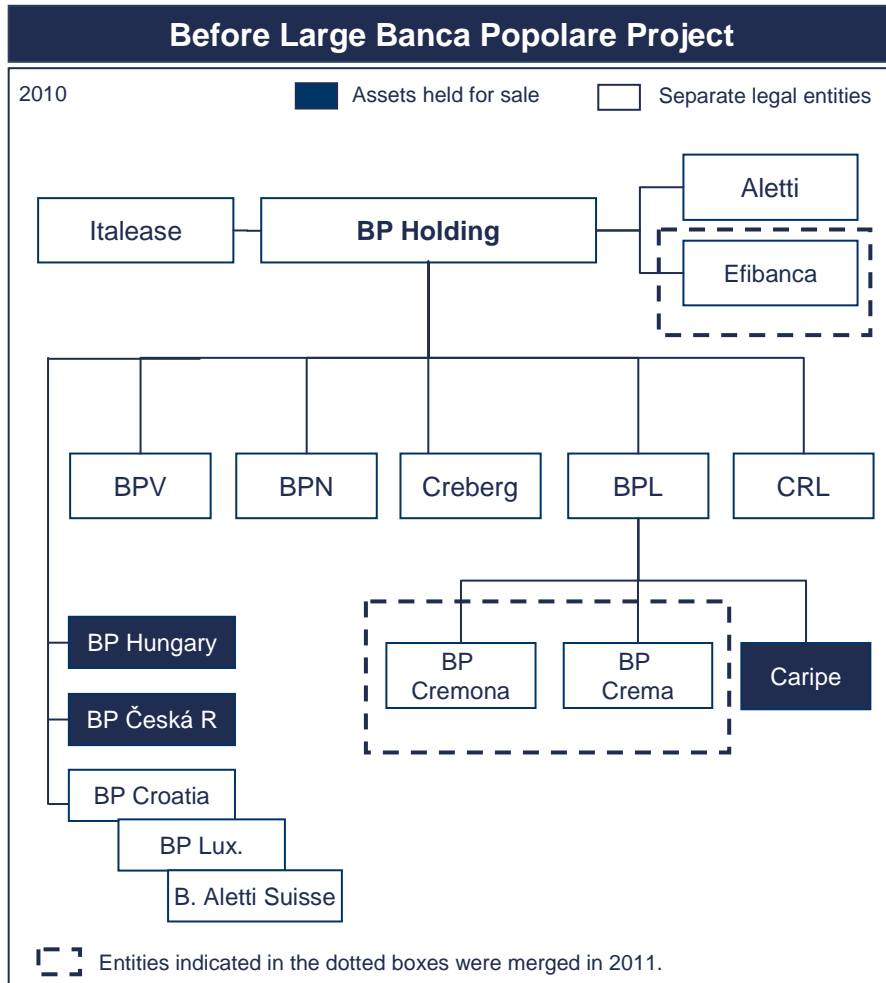 Before Large Banca Popolare Project
2010
Assets held for sale
Separate legal entities
Italease
BP Holding
Aletti
Efibanca
BPV
BPN
Creberg
BPL
CRL
BP Hungary
BP Česká R
BP Croatia
BP Lux.
B. Aletti Suisse
BP
Cremona
BP
Crema
Caripe
Entities indicated in the dotted boxes were merged in 2011.